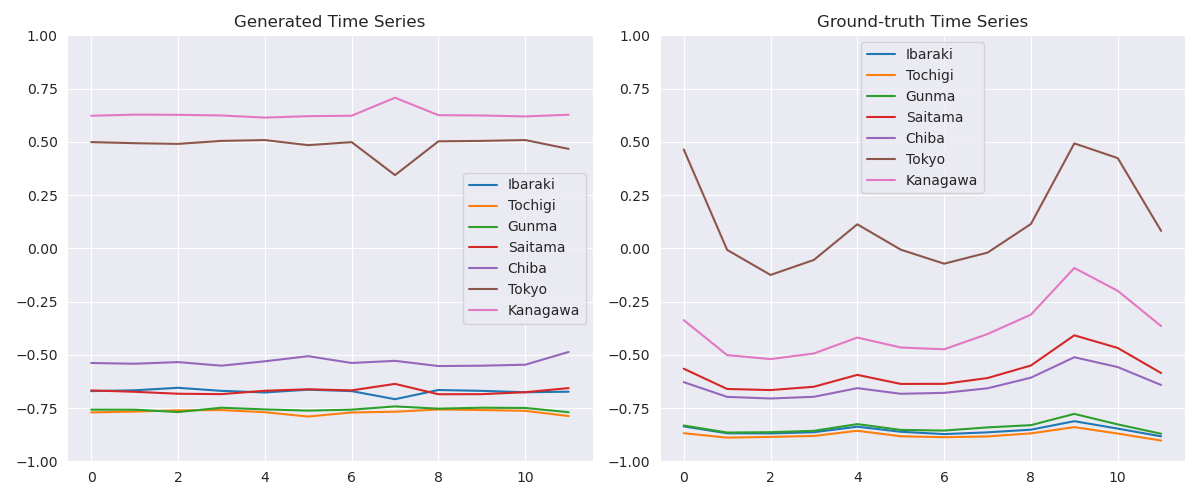 Generated Time Series
1.00
0.75
0.50
0.25
0.00
−0.25
−0.50
−0.75
−1.00
0 2 4 6 8 10
Ibaraki
Tochigi
Gunma
Saitama
Chiba
Tokyo
Kanagawa
Ground-truth Time Series
1.00
0.75
0.50
0.25
0.00
−0.25
−0.50
−0.75
−1.00
0 2 4 6 8 10
Ibaraki
Tochigi
Gunma
Saitama
Chiba
Tokyo
Kanagawa